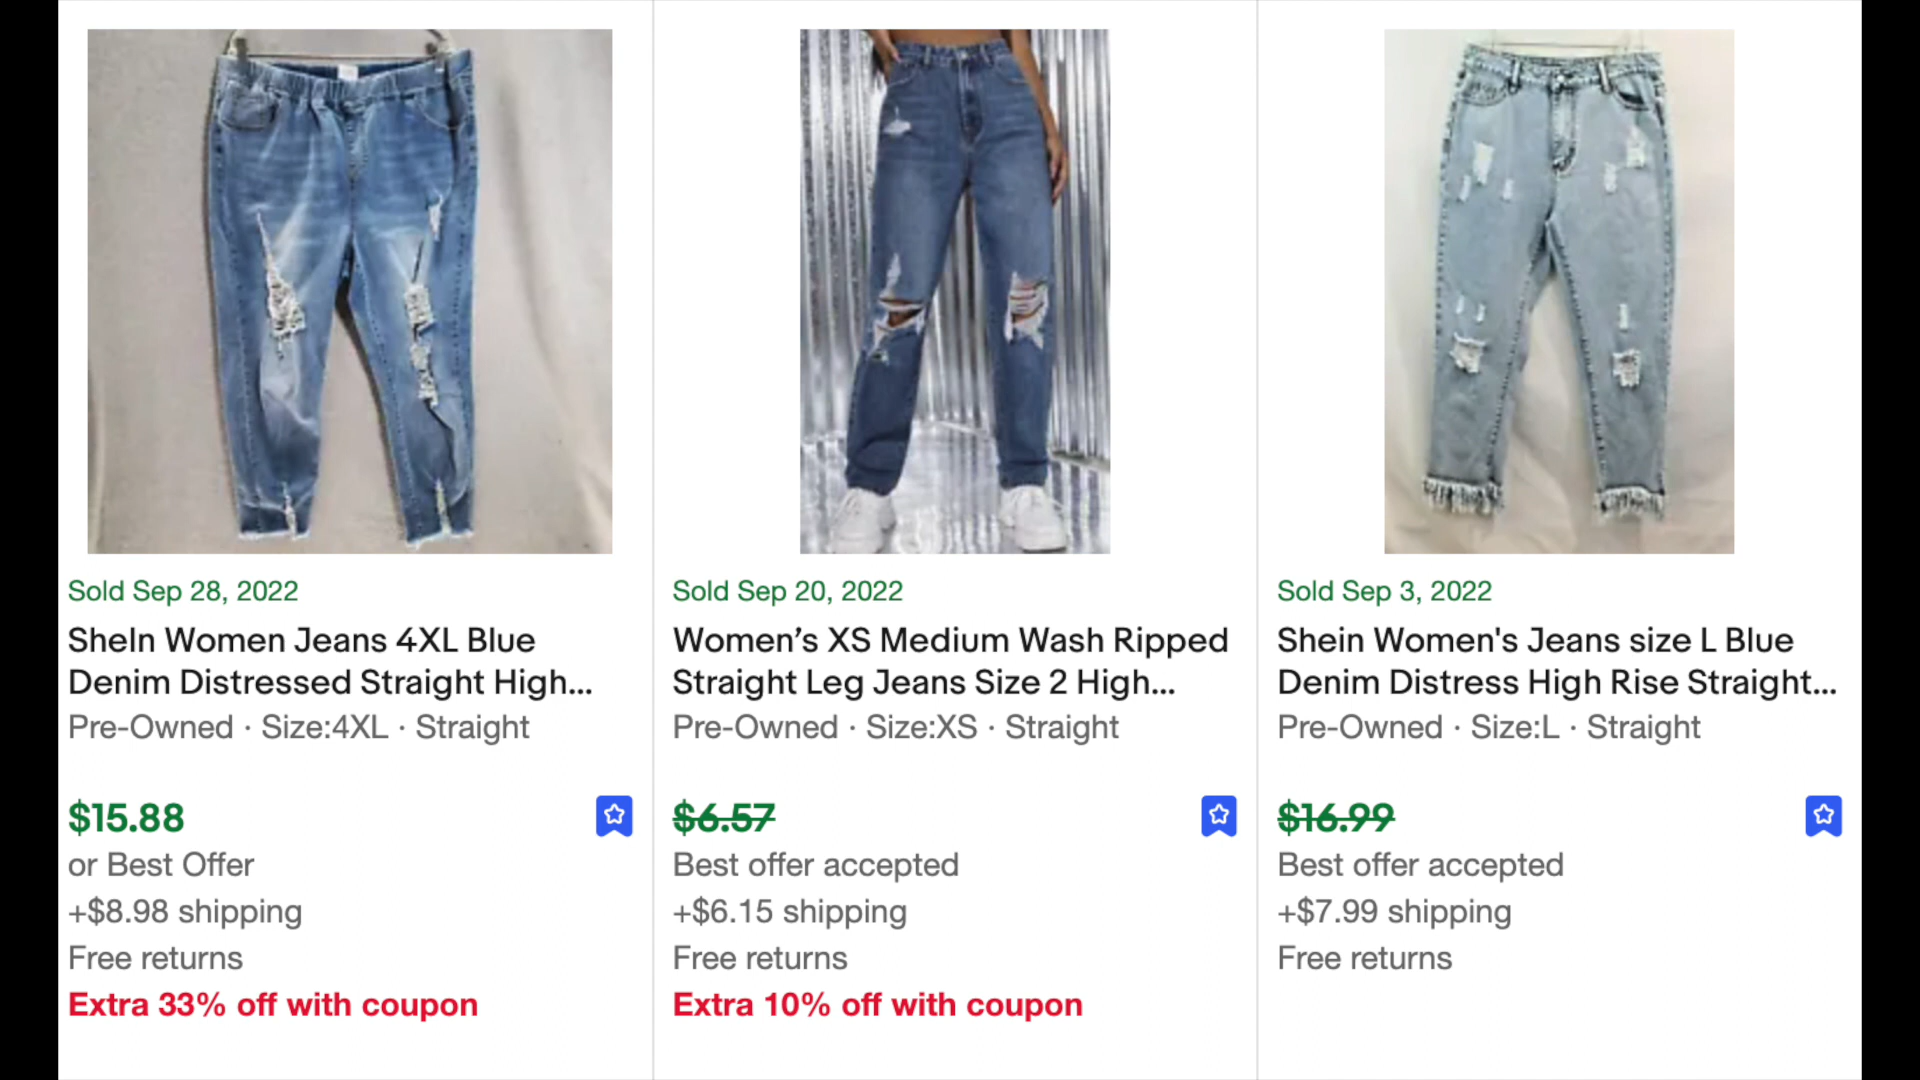 Sold Sep 28, 2022
SheIn Women Jeans 4XL Blue
Denim Distressed Straight High...
Pre-Owned · Size:4XL · Straight
$15.88
or Best Offer
+$8.98 shipping
Free returns
Extra 33% off with coupon
Sold Sep 20, 2022
Women’s XS Medium Wash Ripped
Straight Leg Jeans Size 2 High...
Pre-Owned · Size:XS · Straight
$6.57
Best offer accepted
+$6.15 shipping
Free returns
Extra 10% off with coupon
Sold Sep 3, 2022
Shein Women's Jeans size L Blue
Denim Distress High Rise Straight...
Pre-Owned · Size:L · Straight
$16.99
Best offer accepted
+$7.99 shipping
Free returns